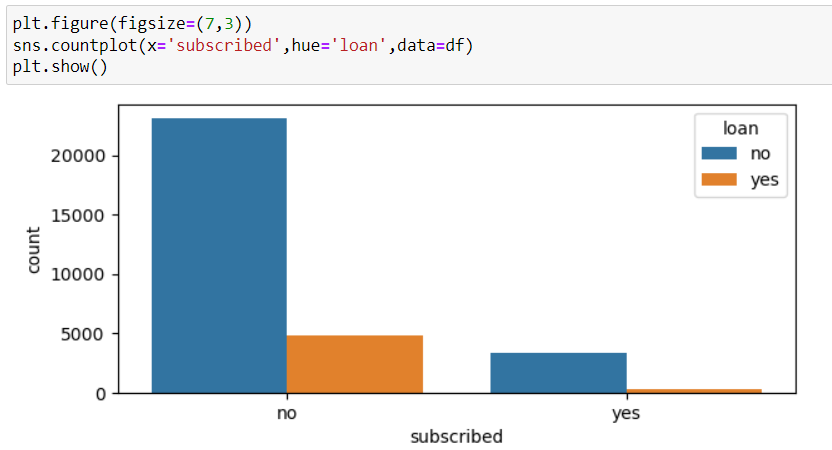 plt.figure(figsize=(7,3))
sns.countplot(x='subscribed',hue='loan',data=df)
plt.show()
loan
no
yes
20000
15000
10000
5000
0
count
no
yes
subscribed